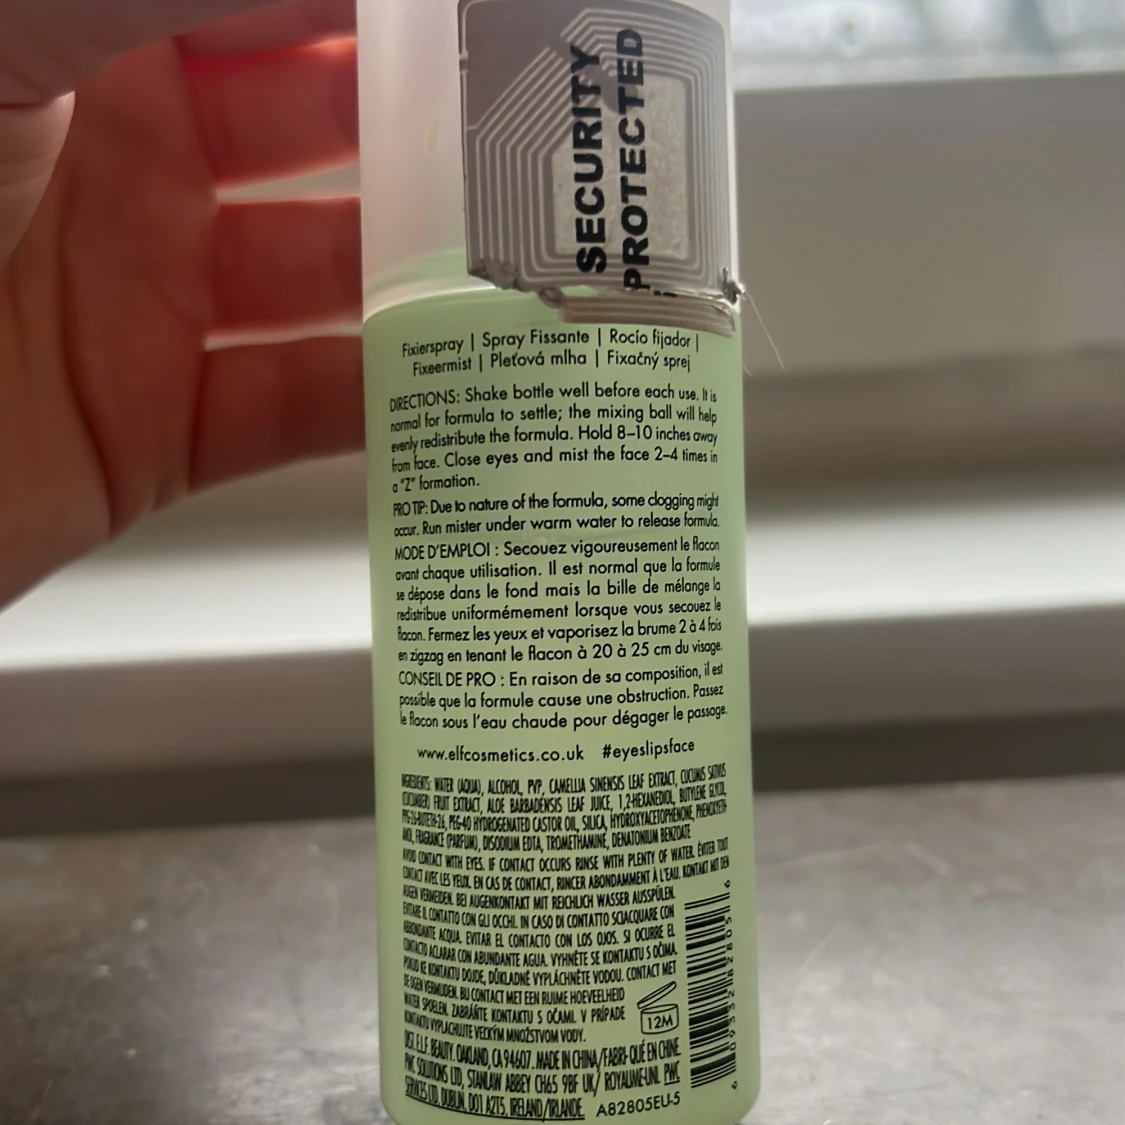 SECURITY
PROTECTED
Fixierspray | Spray Fissante | Rocío fijador |
Fixeermist | Pleťová mlha | Fixačný sprej
DIRECTIONS: Shake bottle well before each use. It is
normal for formula to settle; the mixing ball will help
evenly redistribute the formula. Hold 8–10 inches away
from face. Close eyes and mist the face 2–4 times in
a "Z" formation.
PRO TIP: Due to nature of the formula, some clogging might
occur. Run mister under warm water to release formula.
MODE D'EMPLOI : Secouez vigoureusement le flacon
avant chaque utilisation. Il est normal que la formule
se dépose dans le fond mais la bille de mélange la
redistribue uniformémement lorsque vous secouez le
flacon. Fermez les yeux et vaporisez la brume 2 à 4 fois
en zigzag en tenant le flacon à 20 à 25 cm du visage.
CONSEIL DE PRO : En raison de sa composition, il est
possible que la formule cause une obstruction. Passez
le flacon sous l'eau chaude pour dégager le passage.
www.elfcosmetics.co.uk #eyeslipsface
INGREDIENTS: WATER (AQUA), ALCOHOL, PVP, CAMELLIA SINENSIS LEAF EXTRACT, CUCUMIS SATIVUS
(CUCUMBER) FRUIT EXTRACT, ALOE BARBADENSIS LEAF JUICE, 1,2-HEXANEDIOL, BUTYLENE GLYCOL,
PPG-26-BUTETH-26, PEG-40 HYDROGENATED CASTOR OIL, SILICA, HYDROXYACETOPHENONE, PHENOXYETH-
ANOL, FRAGRANCE (PARFUM), DISODIUM EDTA, TROMETHAMINE, DENATONIUM BENZOATE
AVOID CONTACT WITH EYES. IF CONTACT OCCURS RINSE WITH PLENTY OF WATER. ÉVITER TOUT
CONTACT AVEC LES YEUX. EN CAS DE CONTACT, RINCER ABONDAMMENT À L'EAU. KONTAKT MIT DEN
AUGEN VERMEIDEN. BEI AUGENKONTAKT MIT REICHLICH WASSER AUSSPÜLEN.
EVITARE IL CONTATTO CON GLI OCCHI. IN CASO DI CONTATTO SCIACQUARE CON
ABBONDANTE ACQUA. EVITAR EL CONTACTO CON LOS OJOS. SI OCURRE EL
CONTACTO ACLARAR CON ABUNDANTE AGUA. VYHNĚTE SE KONTAKTU S OČIMA.
POKUD KE KONTAKTU DOJDE, DŮKLADNĚ VYPLÁCHNĚTE VODOU. CONTACT MET
DE OGEN VERMIJDEN. BIJ CONTACT MET EEN RUIME HOEVEELHEID
WATER SPOELEN. ZABRÁŇTE KONTAKTU S OČAMI. V PRÍPADE
KONTAKTU VYPLACHUJTE VEĽKÝM MNOŽSTVOM VODY.
12M
DIST. E.L.F. BEAUTY. OAKLAND, CA 94607. MADE IN CHINA/FABRI- QUÉ EN CHINE
PWC SOLUTIONS LTD, STANLAW ABBEY CH65 9BF UK/ ROYAUME-UNI. PWC
SERVICES LTD, DUBLIN, D01 A2T5, IRELAND/IRLANDE. A82805EU-5